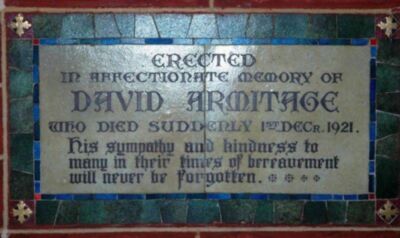 ERECTED
IN AFFECTIONATE MEMORY OF
DAVID ARMITAGE
WHO DIED SUDDENLY 1ST DECR. 1921.
His sympathy and kindness to
many in their times of bereavement
will never be forgotten.